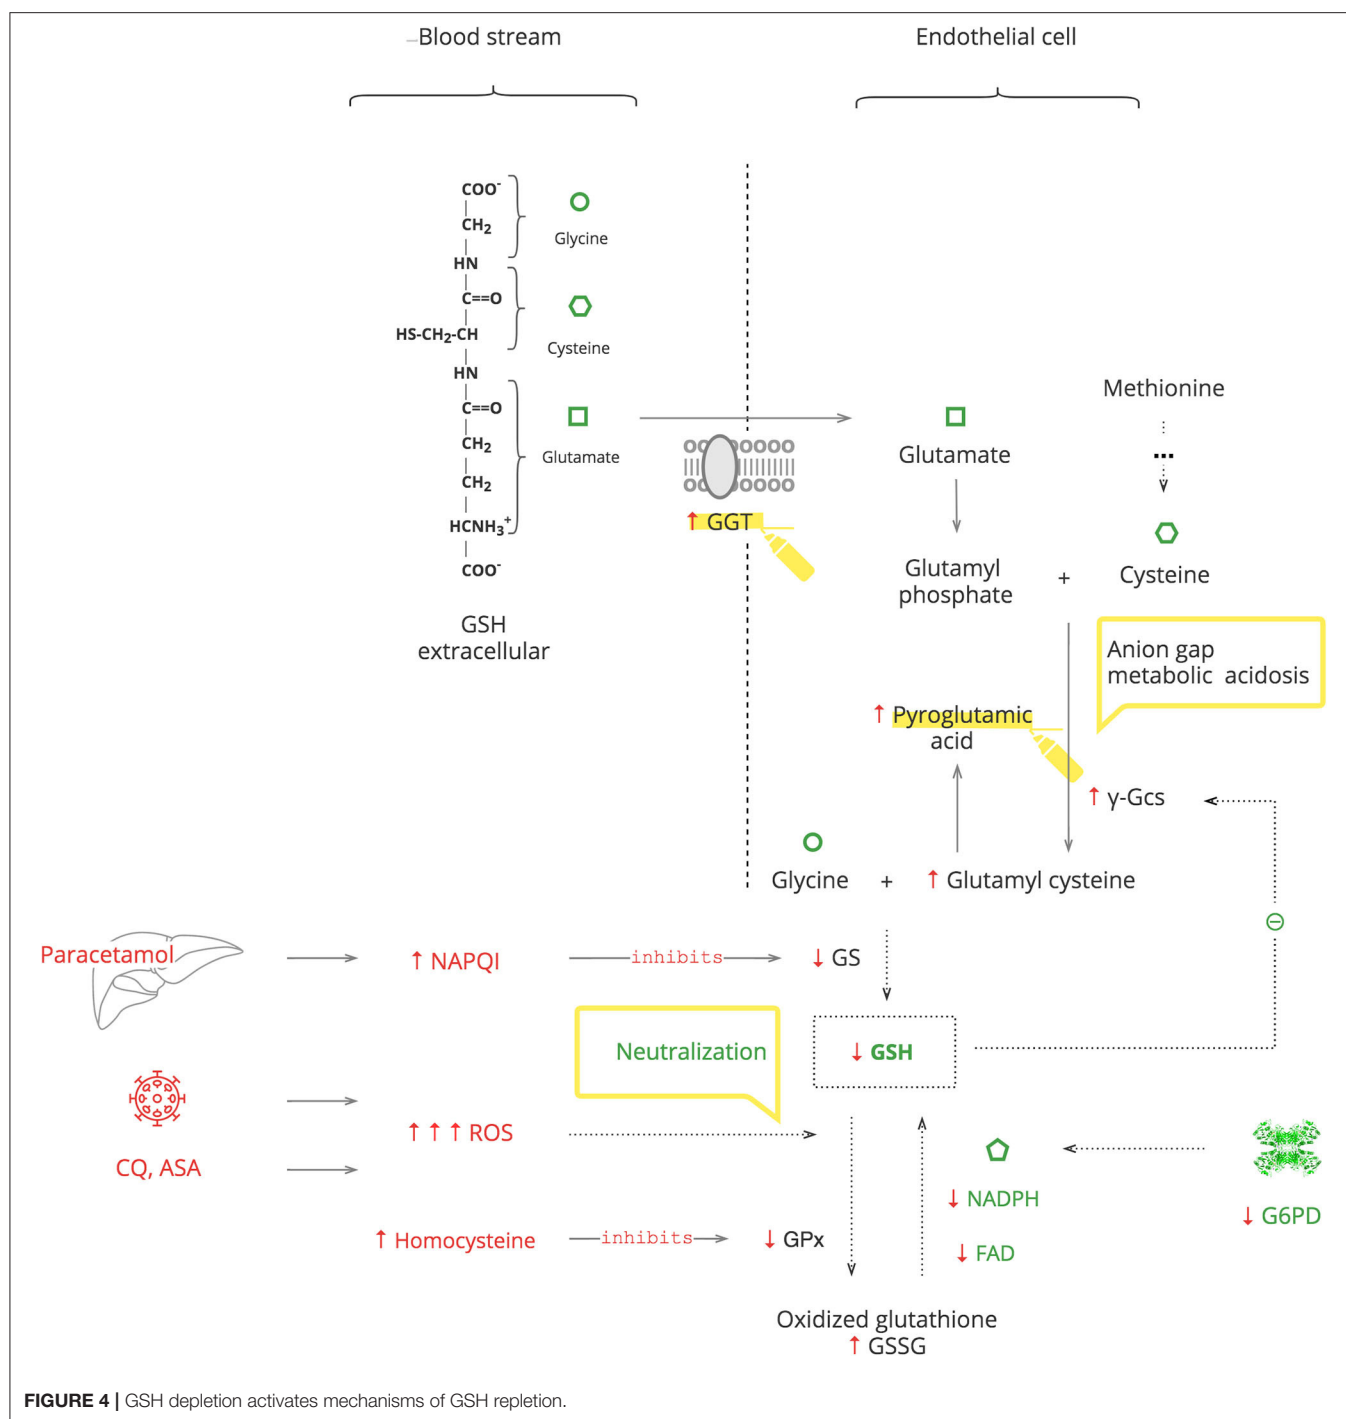 Blood stream
Endothelial cell
COO-
CH2
HN
C==O
HS-CH2-CH
HN
C==O
CH2
CH2
HCNH3+
COO-
Glycine
Cysteine
Glutamate
GSH
extracellular
↑ GGT
Glutamate
Methionine
...
Glutamyl
phosphate
+
Cysteine
Anion gap
metabolic acidosis
↑ Pyroglutamic
acid
↑ γ-Gcs
Glycine + ↑ Glutamyl cysteine
Paracetamol
↑ NAPQI
inhibits
↓ GS
Neutralization
↓ GSH
↑ ↑ ↑ ROS
CQ, ASA
↓ NADPH
↓ G6PD
↑ Homocysteine
inhibits
↓ GPx
↓ FAD
Oxidized glutathione
↑ GSSG
FIGURE 4 | GSH depletion activates mechanisms of GSH repletion.